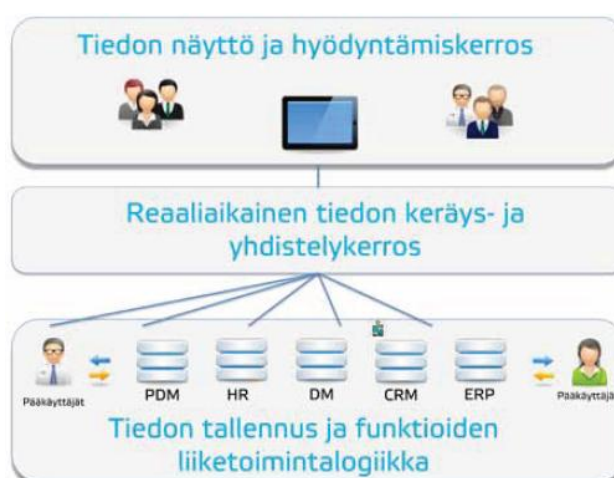 Tiedon näyttö ja hyödyntämiskerros
Reaaliaikainen tiedon keräys- ja
yhdistelykerros
Pääkäyttäjät
PDM
HR
DM
CRM
ERP
Pääkäyttäjä
Tiedon tallennus ja funktioiden
liiketoimintalogiikka